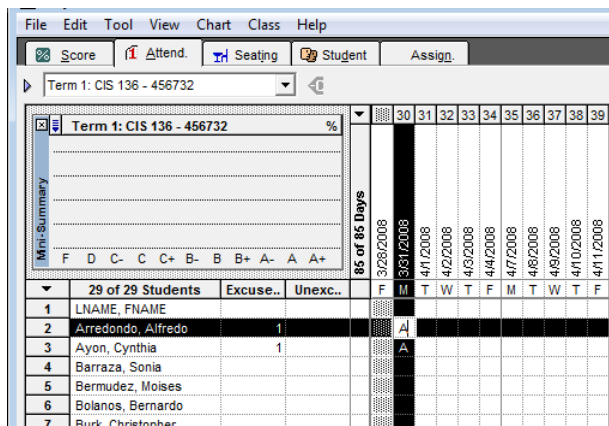 File Edit Tool View Chart Class Help
Score Attend. Seating Student Assign.
Term 1: CIS 136 - 456732
Term 1: CIS 136 - 456732 %
Mni-Summary
F D C- C C+ B- B B+ A- A A+
85 of 85 Days
30 31 32 33 34 35 36 37 38 39
3/28/2008 3/31/2008 4/1/2008 4/2/2008 4/3/2008 4/4/2008 4/7/2008 4/8/2008 4/9/2008 4/10/2008 4/11/2008
29 of 29 Students Excuse.. Unexc.. F M T W T F M T W T F
1 LNAME, FNAME
2 Arredondo, Alfredo 1 A
3 Ayon, Cynthia 1 A
4 Barraza, Sonia
5 Bermudez, Moises
6 Bolanos, Bernardo
7 Burk, Christopher